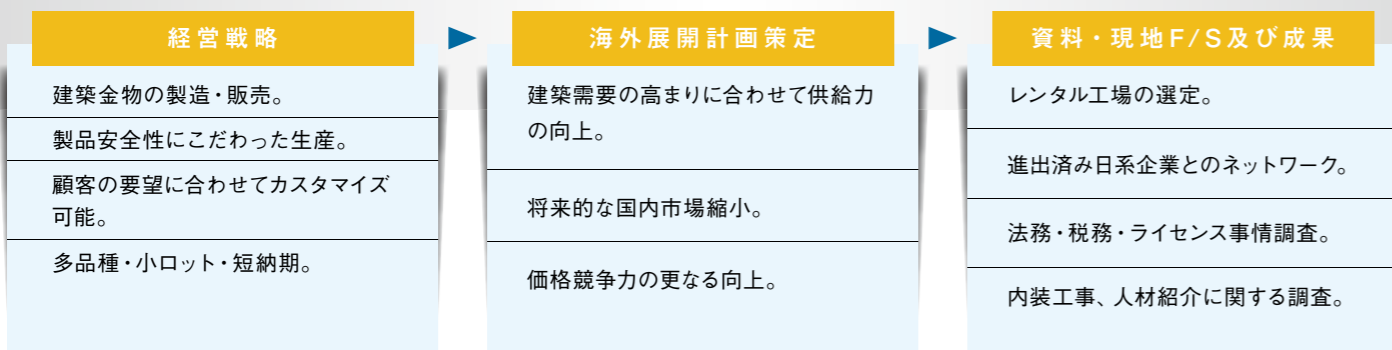 経営戦略
建築金物の製造・販売。
製品安全性にこだわった生産。
顧客の要望に合わせてカスタマイズ
可能。
多品種・小ロット・短納期。
海外展開計画策定
建築需要の高まりに合わせて供給力
の向上。
将来的な国内市場縮小。
価格競争力の更なる向上。
資料・現地F/S及び成果
レンタル工場の選定。
進出済み日系企業とのネットワーク。
法務・税務・ライセンス事情調査。
内装工事、人材紹介に関する調査。